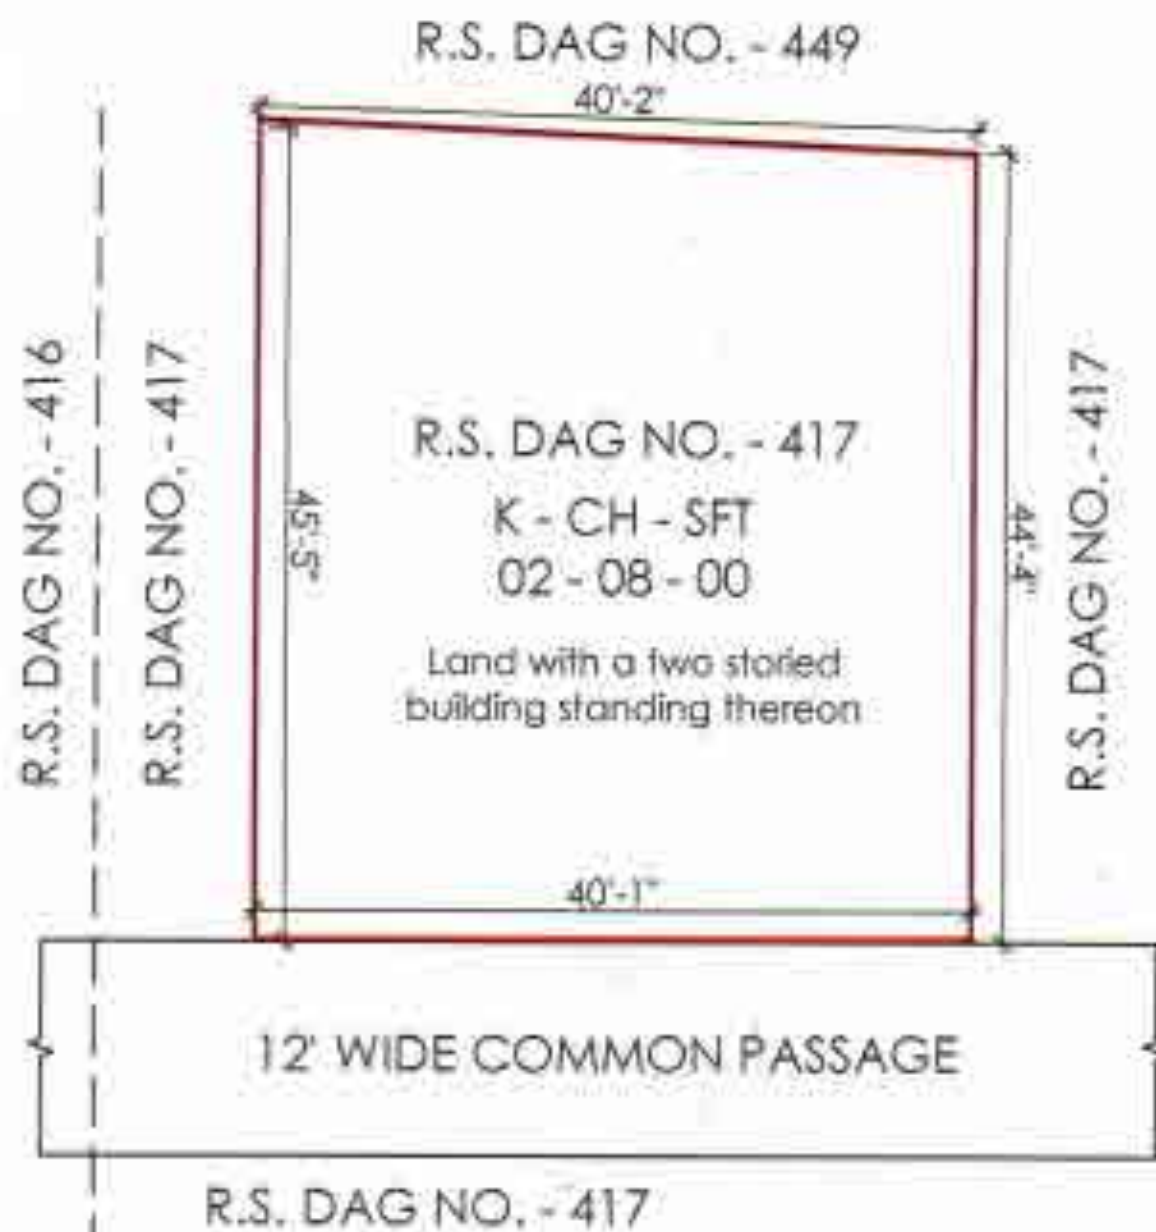 R.S. DAG NO. - 449
40'-2"
R.S. DAG NO. - 416
R.S. DAG NO. - 417
45'-5"
R.S. DAG NO. - 417
K - CH - SFT
02 - 08 - 00
Land with a two storied
building standing thereon
44'-4"
R.S. DAG NO. - 417
40'-1"
12' WIDE COMMON PASSAGE
R.S. DAG NO. - 417